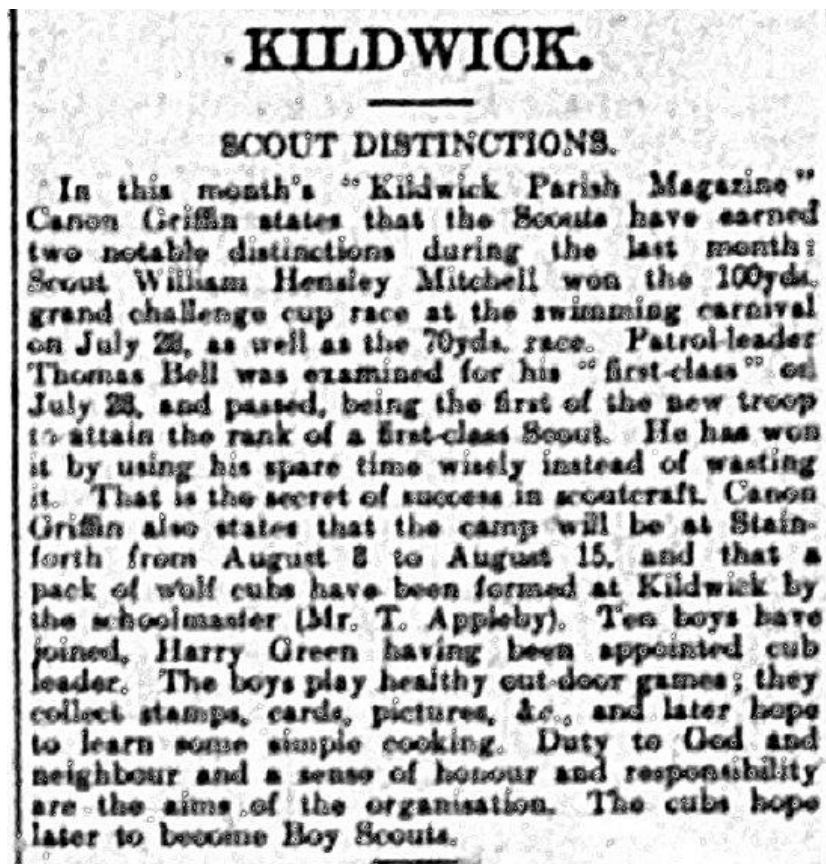 KILDWICK.
SCOUT DISTINCTIONS.
In this month's "Kildwick Parish Magazine"
Canon Griffin states that the Scouts have earned
two notable distinctions during the last month:
Scout William Hensley Mitchell won the 100yds.
grand challenge cup race at the swimming carnival
on July 23, as well as the 70yds. race. Patrol-leader
Thomas Bell was examined for his "first-class" on
July 28, and passed, being the first of the new troop
to attain the rank of a first-class Scout. He has won
it by using his spare time wisely instead of wasting
it. That is the secret of success in scoutcraft. Canon
Griffin also states that the camp will be at Stain-
forth from August 8 to August 15, and that a
pack of wolf cubs have been formed at Kildwick by
the schoolmaster (Mr. T. Appleby). Ten boys have
joined, Harry Green having been appointed cub
leader. The boys play healthy out-door games; they
collect stamps, cards, pictures, &c., and later hope
to learn some simple cooking. Duty to God and
neighbour and a sense of honour and responsibility
are the aims of the organisation. The cubs hope
later to become Boy Scouts.